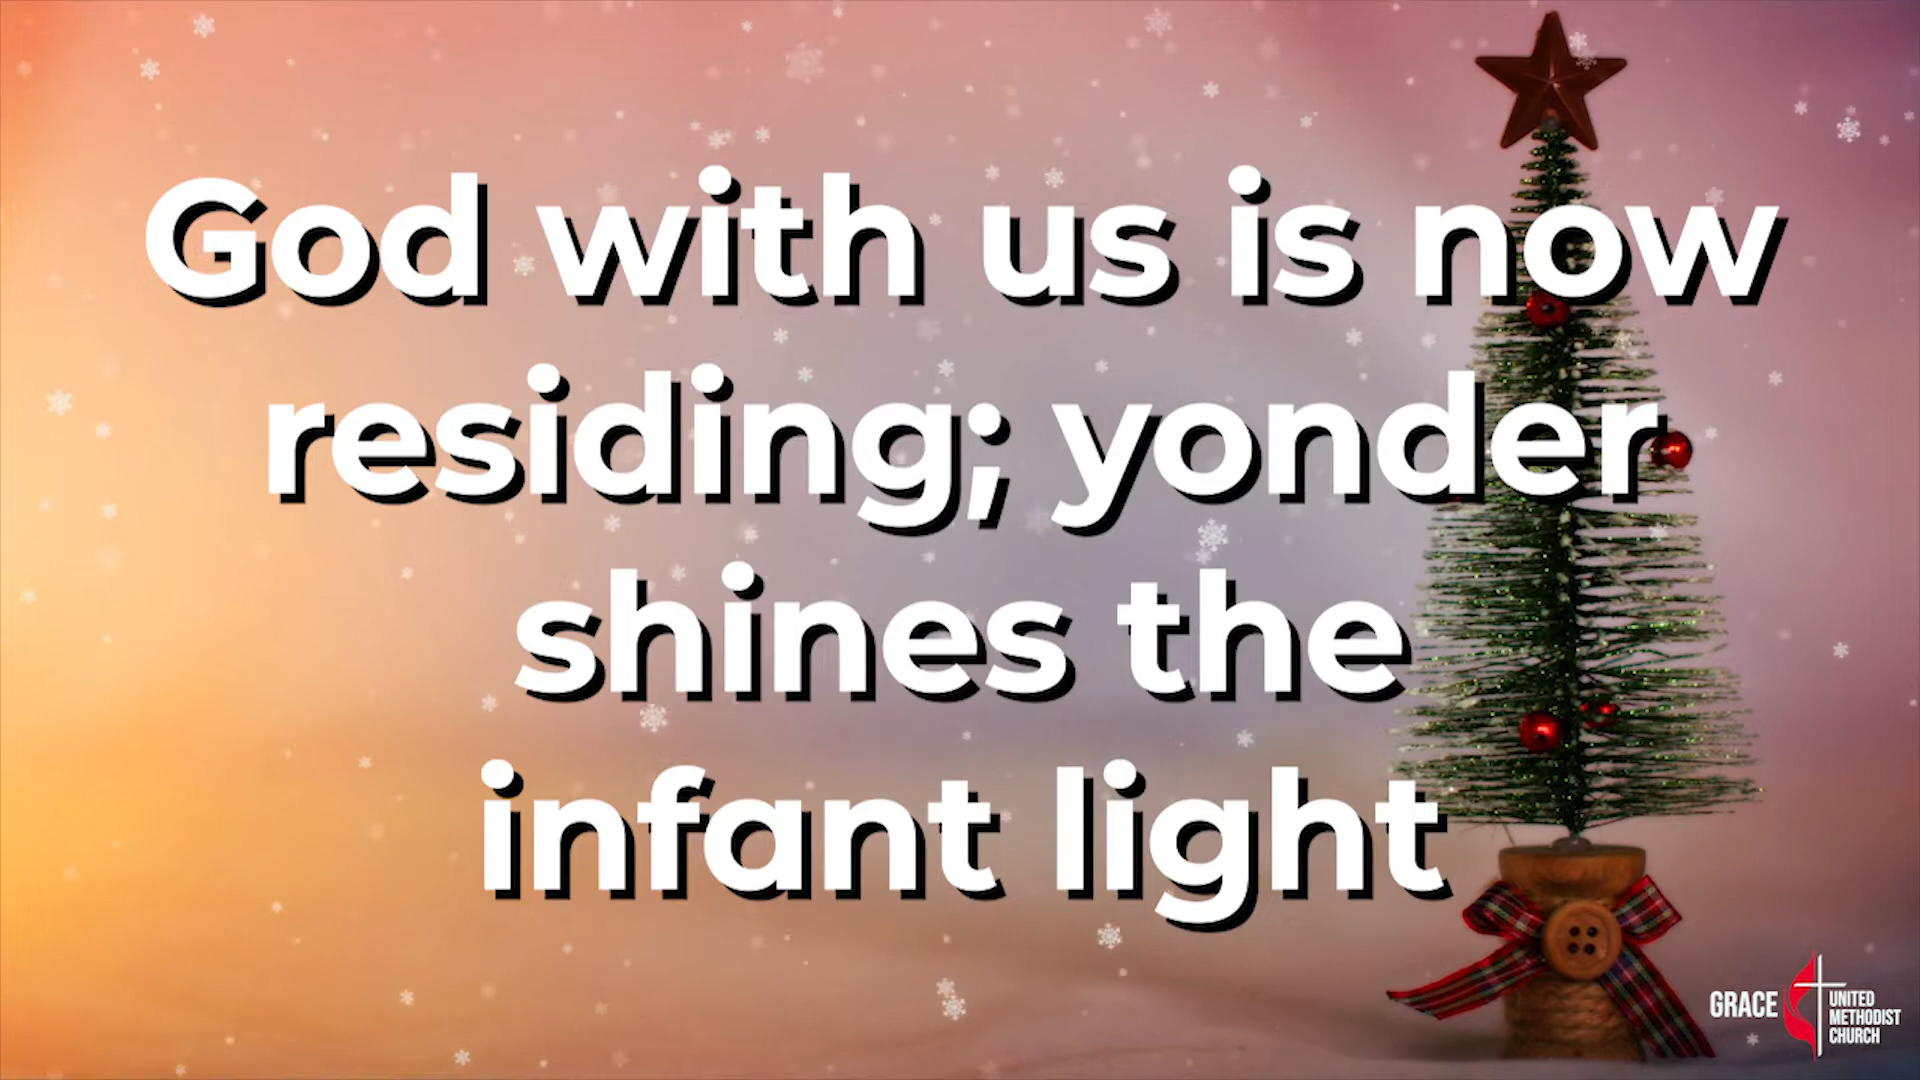 God with us is now
residing; yonder
shines the
infant light
GRACE
UNITED
METHODIST
CHURCH